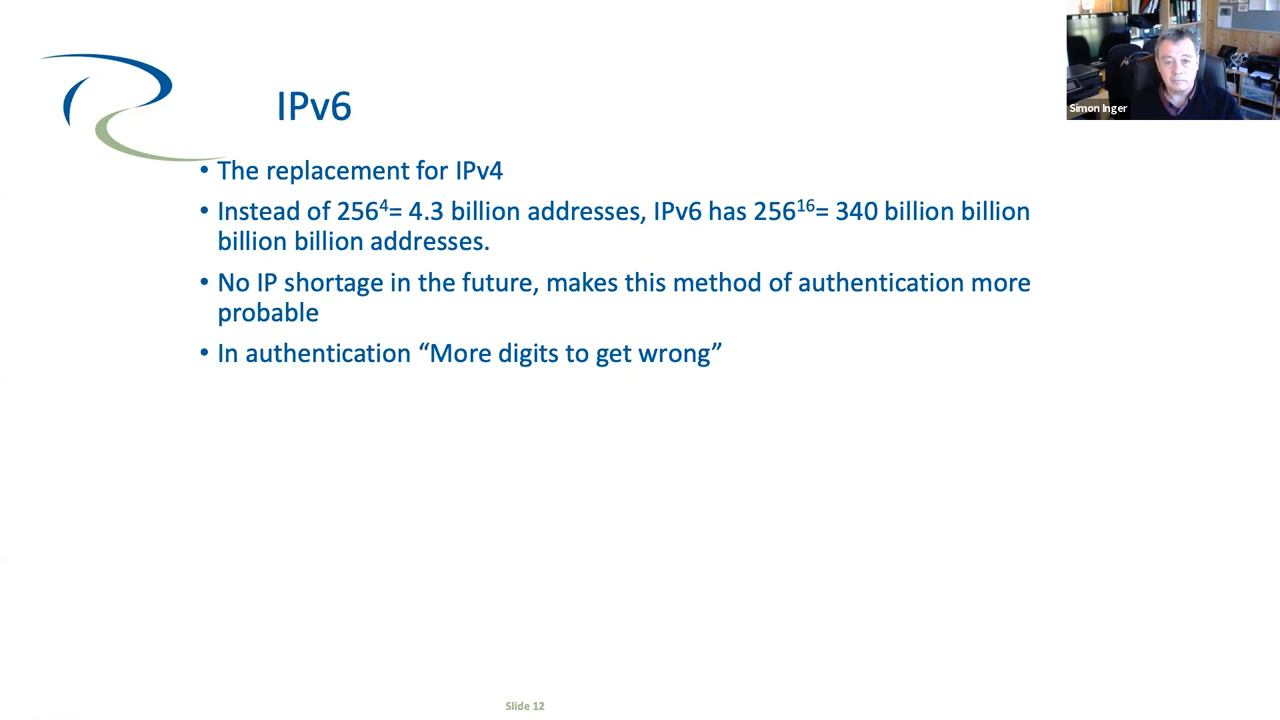 IPv6
Simon Inger
• The replacement for IPv4
• Instead of 256⁴= 4.3 billion addresses, IPv6 has 256¹⁶= 340 billion billion
billion billion addresses.
• No IP shortage in the future, makes this method of authentication more
probable
• In authentication “More digits to get wrong”
Slide 12